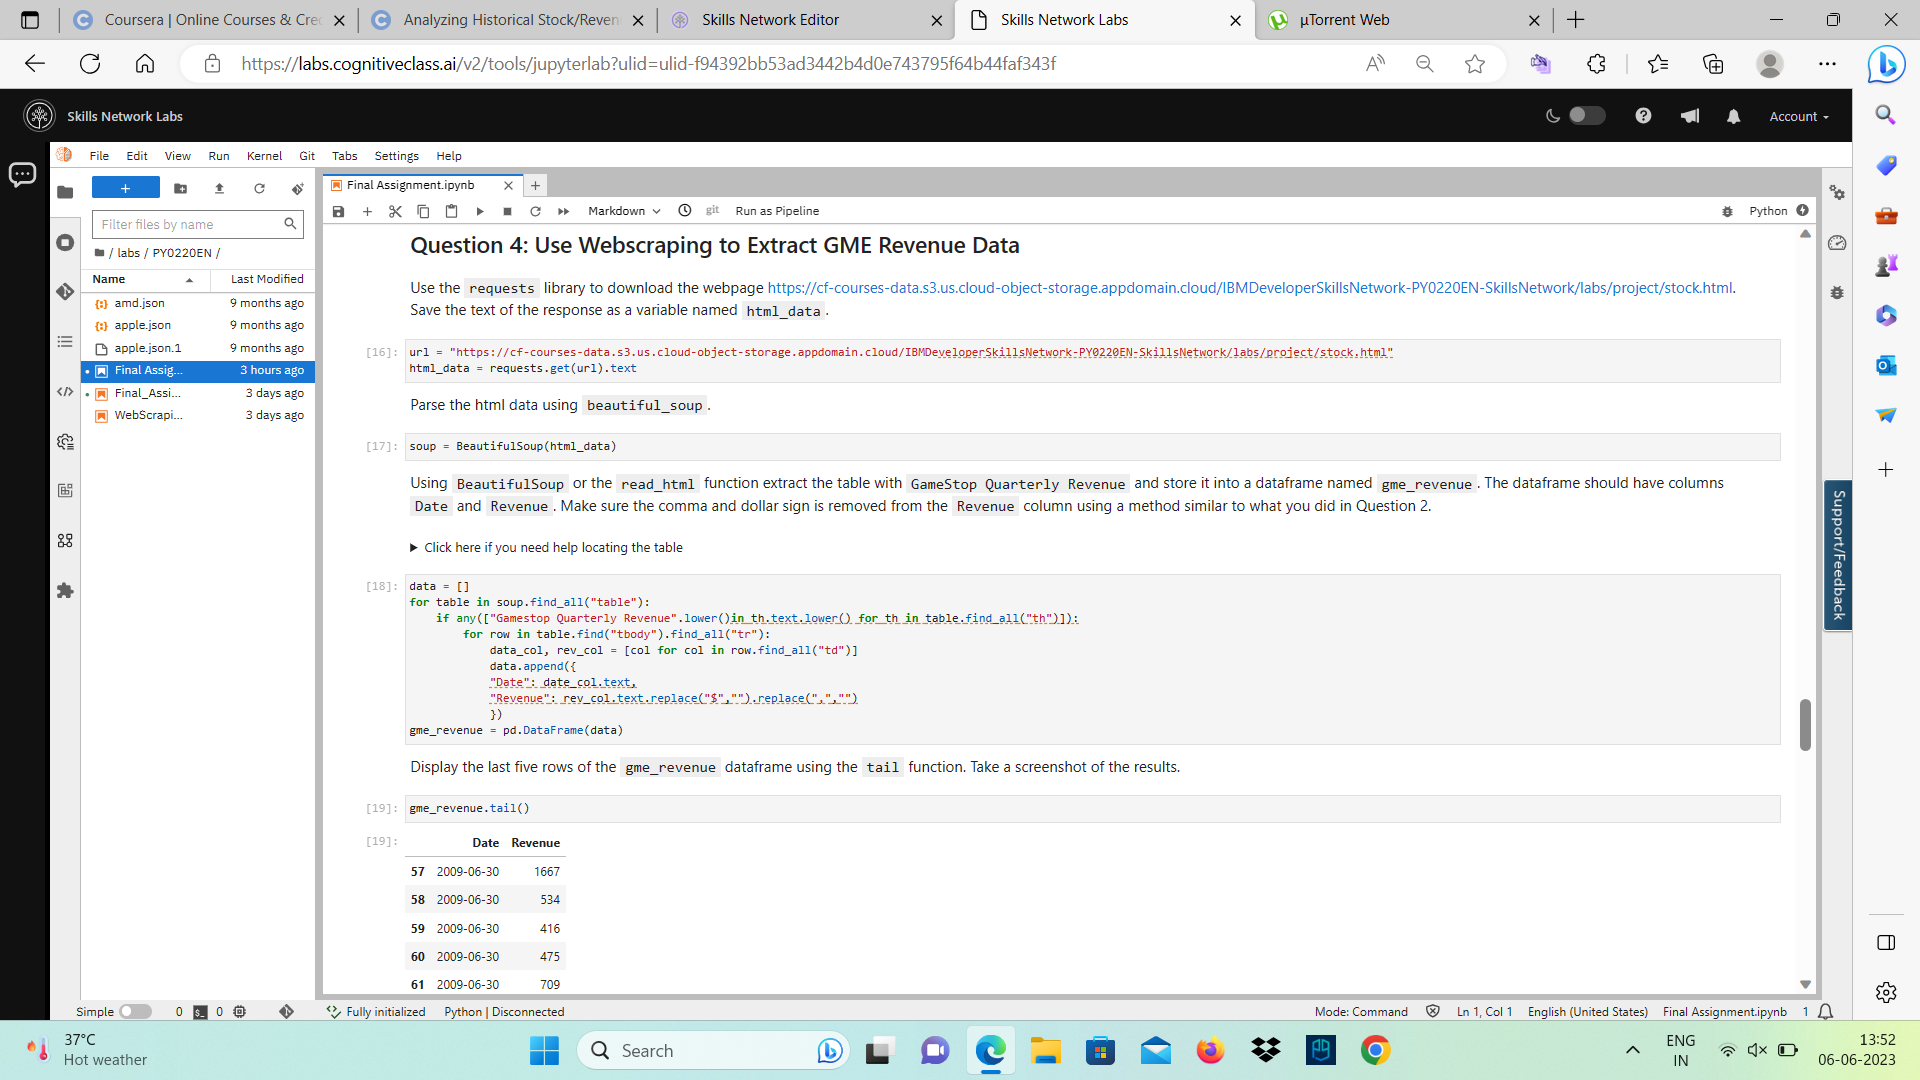 Coursera | Online Courses & Cre
Analyzing Historical Stock/Reven
Skills Network Editor
Skills Network Labs
µTorrent Web
https://labs.cognitiveclass.ai/v2/tools/jupyterlab?ulid=ulid-f94392bb53ad3442b4d0e743795f64b44faf343f
Skills Network Labs
Account
File Edit View Run Kernel Git Tabs Settings Help
Final Assignment.ipynb
Markdown
git
Run as Pipeline
Python
Filter files by name
/ labs / PY0220EN /
Name Last Modified
amd.json 9 months ago
apple.json 9 months ago
apple.json.1 9 months ago
Final Assig... 3 hours ago
Final_Assi... 3 days ago
WebScrapi... 3 days ago
Question 4: Use Webscraping to Extract GME Revenue Data
Use the requests library to download the webpage https://cf-courses-data.s3.us.cloud-object-storage.appdomain.cloud/IBMDeveloperSkillsNetwork-PY0220EN-SkillsNetwork/labs/project/stock.html.
Save the text of the response as a variable named html_data.
[16]: url = "https://cf-courses-data.s3.us.cloud-object-storage.appdomain.cloud/IBMDeveloperSkillsNetwork-PY0220EN-SkillsNetwork/labs/project/stock.html"
html_data = requests.get(url).text
Parse the html data using beautiful_soup.
[17]: soup = BeautifulSoup(html_data)
Using BeautifulSoup or the read_html function extract the table with GameStop Quarterly Revenue and store it into a dataframe named gme_revenue. The dataframe should have columns
Date and Revenue. Make sure the comma and dollar sign is removed from the Revenue column using a method similar to what you did in Question 2.
Click here if you need help locating the table
[18]: data = []
for table in soup.find_all("table"):
if any(["Gamestop Quarterly Revenue".lower()in th.text.lower() for th in table.find_all("th")]):
for row in table.find("tbody").find_all("tr"):
data_col, rev_col = [col for col in row.find_all("td")]
data.append({
"Date": date_col.text,
"Revenue": rev_col.text.replace("$","").replace(",","")
})
gme_revenue = pd.DataFrame(data)
Display the last five rows of the gme_revenue dataframe using the tail function. Take a screenshot of the results.
[19]: gme_revenue.tail()
[19]: Date Revenue
57 2009-06-30 1667
58 2009-06-30 534
59 2009-06-30 416
60 2009-06-30 475
61 2009-06-30 709
Support/Feedback
Simple 0 0 Fully initialized Python | Disconnected Mode: Command Ln 1, Col 1 English (United States) Final Assignment.ipynb 1
37°C
Hot weather
Search
ENG
IN
13:52
06-06-2023